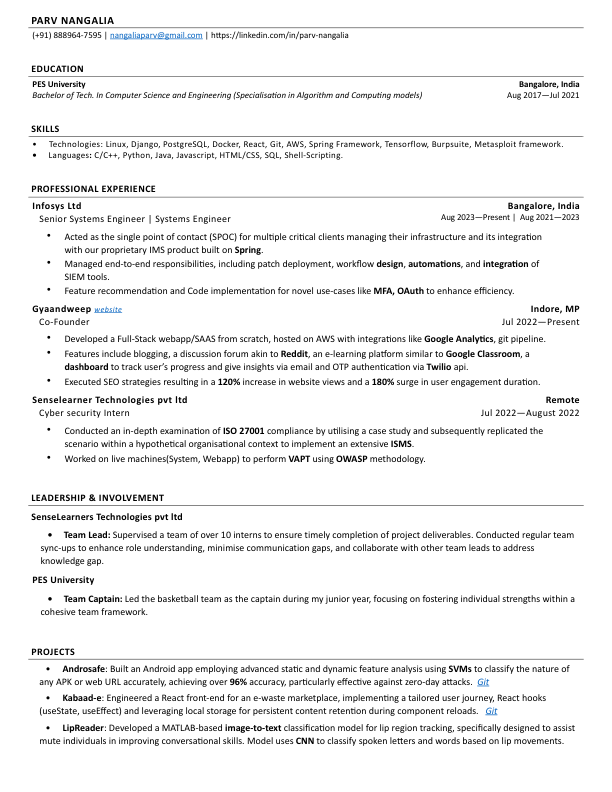 PARV NANGALIA
(+91) 888964-7595 | nangaliaparv@gmail.com | https://linkedin.com/in/parv-nangalia
EDUCATION
PES University Bangalore, India
Bachelor of Tech. In Computer Science and Engineering (Specialisation in Algorithm and Computing models) Aug 2017—Jul 2021
SKILLS
• Technologies: Linux, Django, PostgreSQL, Docker, React, Git, AWS, Spring Framework, Tensorflow, Burpsuite, Metasploit framework.
• Languages: C/C++, Python, Java, Javascript, HTML/CSS, SQL, Shell-Scripting.
PROFESSIONAL EXPERIENCE
Infosys Ltd Bangalore, India
Senior Systems Engineer | Systems Engineer Aug 2023—Present | Aug 2021—2023
• Acted as the single point of contact (SPOC) for multiple critical clients managing their infrastructure and its integration
with our proprietary IMS product built on Spring.
• Managed end-to-end responsibilities, including patch deployment, workflow design, automations, and integration of
SIEM tools.
• Feature recommendation and Code implementation for novel use-cases like MFA, OAuth to enhance efficiency.
Gyaandweep website Indore, MP
Co-Founder Jul 2022—Present
• Developed a Full-Stack webapp/SAAS from scratch, hosted on AWS with integrations like Google Analytics, git pipeline.
• Features include blogging, a discussion forum akin to Reddit, an e-learning platform similar to Google Classroom, a
dashboard to track user's progress and give insights via email and OTP authentication via Twilio api.
• Executed SEO strategies resulting in a 120% increase in website views and a 180% surge in user engagement duration.
Senselearner Technologies pvt ltd Remote
Cyber security Intern Jul 2022—August 2022
• Conducted an in-depth examination of ISO 27001 compliance by utilising a case study and subsequently replicated the
scenario within a hypothetical organisational context to implement an extensive ISMS.
• Worked on live machines(System, Webapp) to perform VAPT using OWASP methodology.
LEADERSHIP & INVOLVEMENT
SenseLearners Technologies pvt ltd
• Team Lead: Supervised a team of over 10 interns to ensure timely completion of project deliverables. Conducted regular team
sync-ups to enhance role understanding, minimise communication gaps, and collaborate with other team leads to address
knowledge gap.
PES University
• Team Captain: Led the basketball team as the captain during my junior year, focusing on fostering individual strengths within a
cohesive team framework.
PROJECTS
• Androsafe: Built an Android app employing advanced static and dynamic feature analysis using SVMs to classify the nature of
any APK or web URL accurately, achieving over 96% accuracy, particularly effective against zero-day attacks. Git
• Kabaad-e: Engineered a React front-end for an e-waste marketplace, implementing a tailored user journey, React hooks
(useState, useEffect) and leveraging local storage for persistent content retention during component reloads. Git
• LipReader: Developed a MATLAB-based image-to-text classification model for lip region tracking, specifically designed to assist
mute individuals in improving conversational skills. Model uses CNN to classify spoken letters and words based on lip movements.